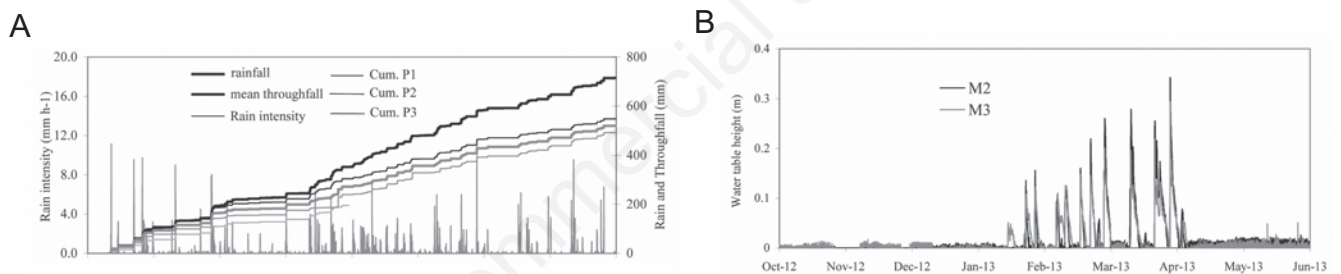 A
20.0
16.0
12.0
8.0
4.0
0.0
Rain intensity (mm h-1)
rainfall
mean throughfall
Rain intensity
Cum. P1
Cum. P2
Cum. P3
800
600
400
200
0
Rain and Throughfall (mm)
B
0.4
0.3
0.2
0.1
0
Water table height (m)
M2
M3
Oct-12 Nov-12 Dec-12 Jan-13 Feb-13 Mar-13 Apr-13 May-13 Jun-13
mmercial